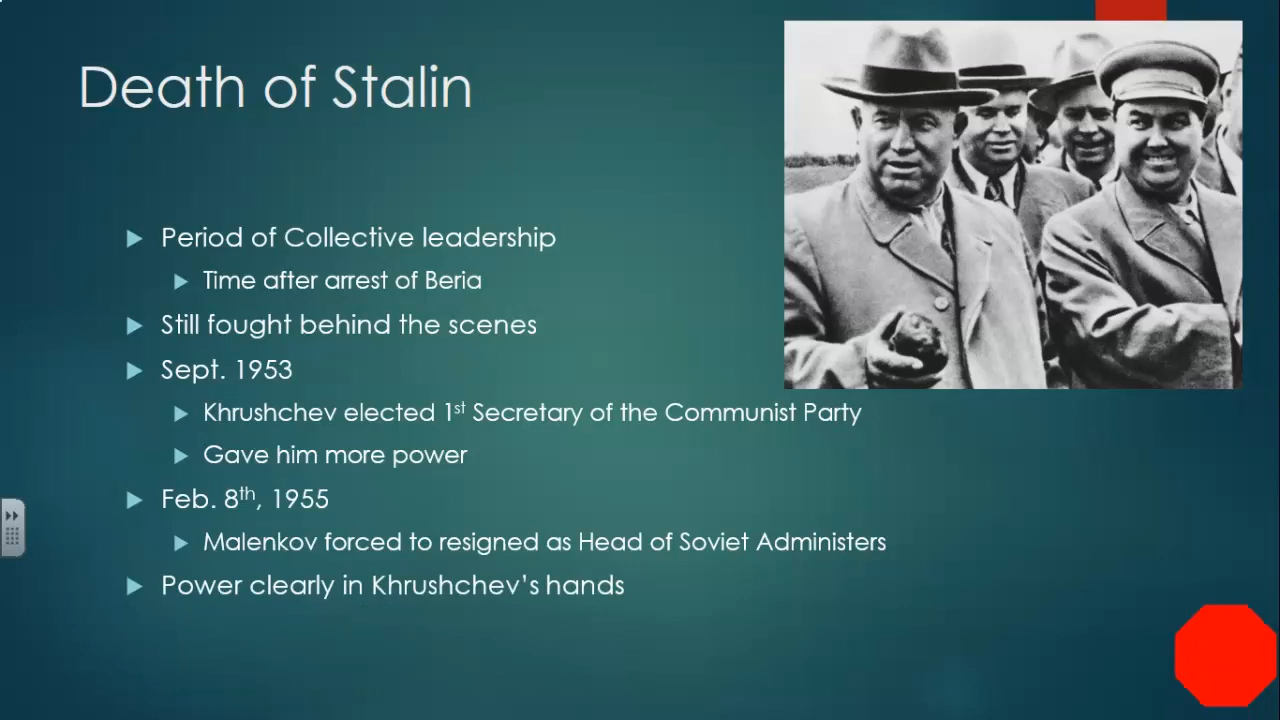 Death of Stalin
Period of Collective leadership
Time after arrest of Beria
Still fought behind the scenes
Sept. 1953
Khrushchev elected 1st Secretary of the Communist Party
Gave him more power
Feb. 8th, 1955
Malenkov forced to resigned as Head of Soviet Administers
Power clearly in Khrushchev's hands